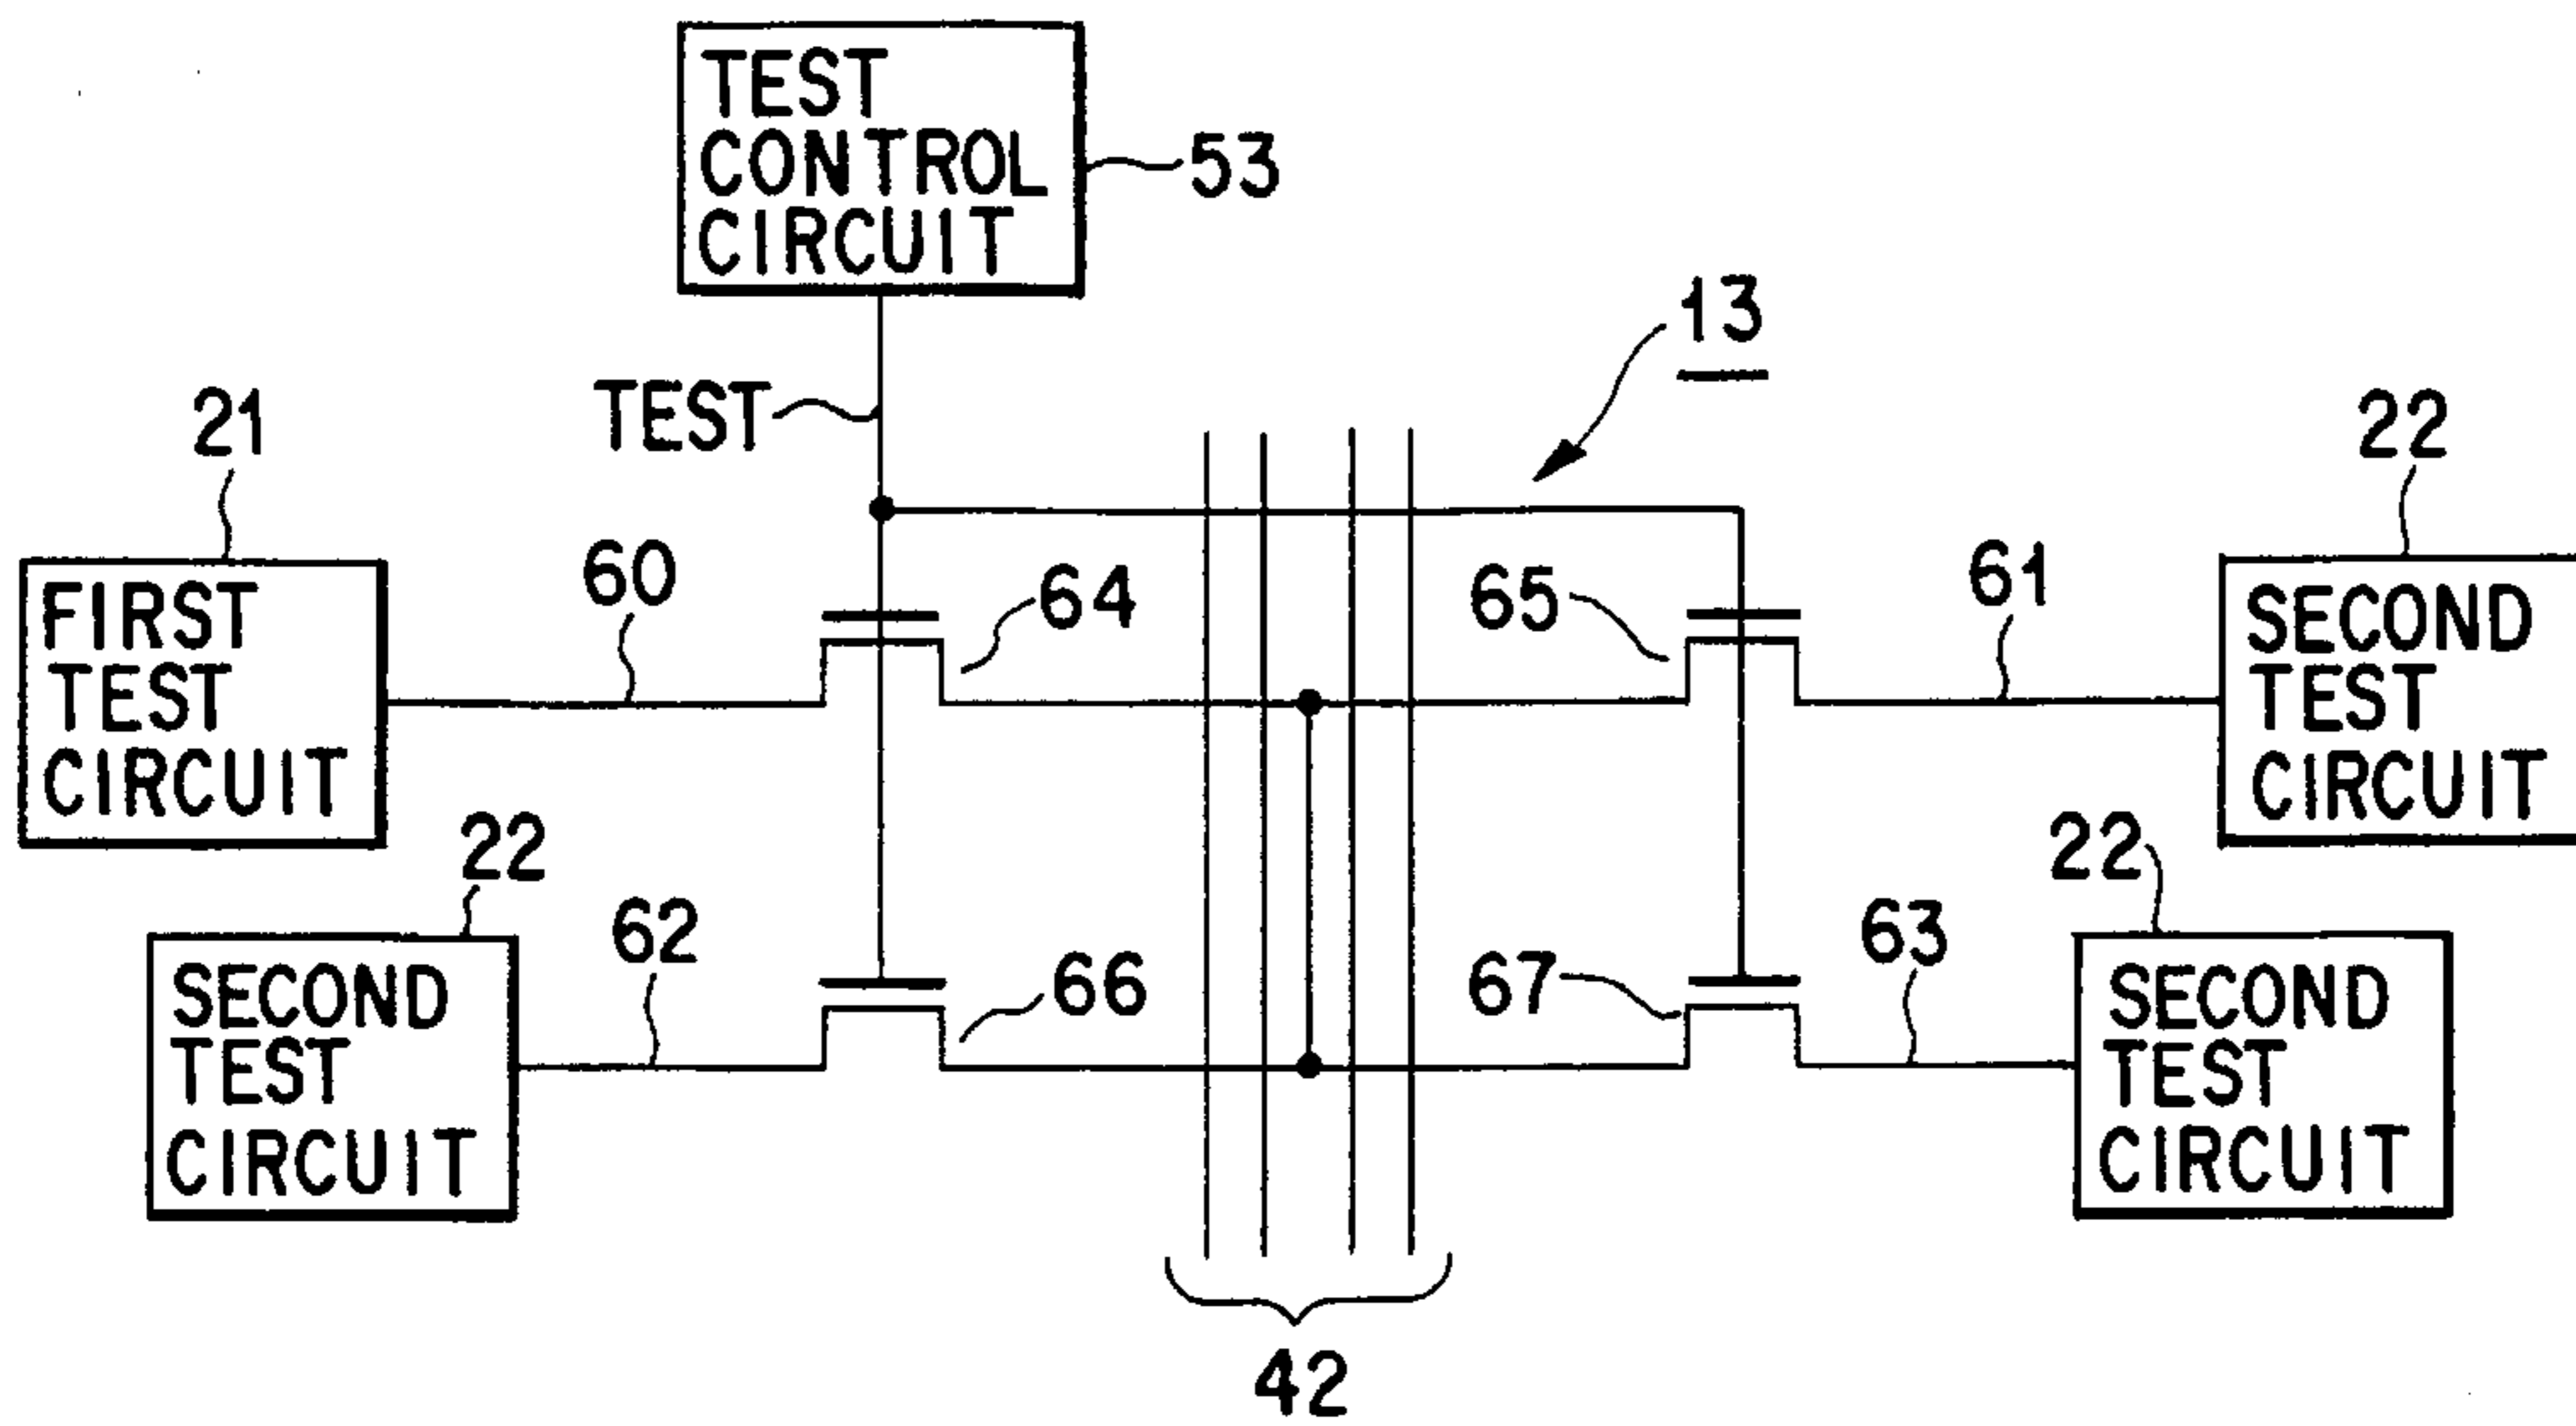 TEST
CONTROL
CIRCUIT
53
13
TEST
21
22
60
64
65
61
FIRST
TEST
CIRCUIT
SECOND
TEST
CIRCUIT
22
22
62
66
67
63
SECOND
TEST
CIRCUIT
SECOND
TEST
CIRCUIT
42